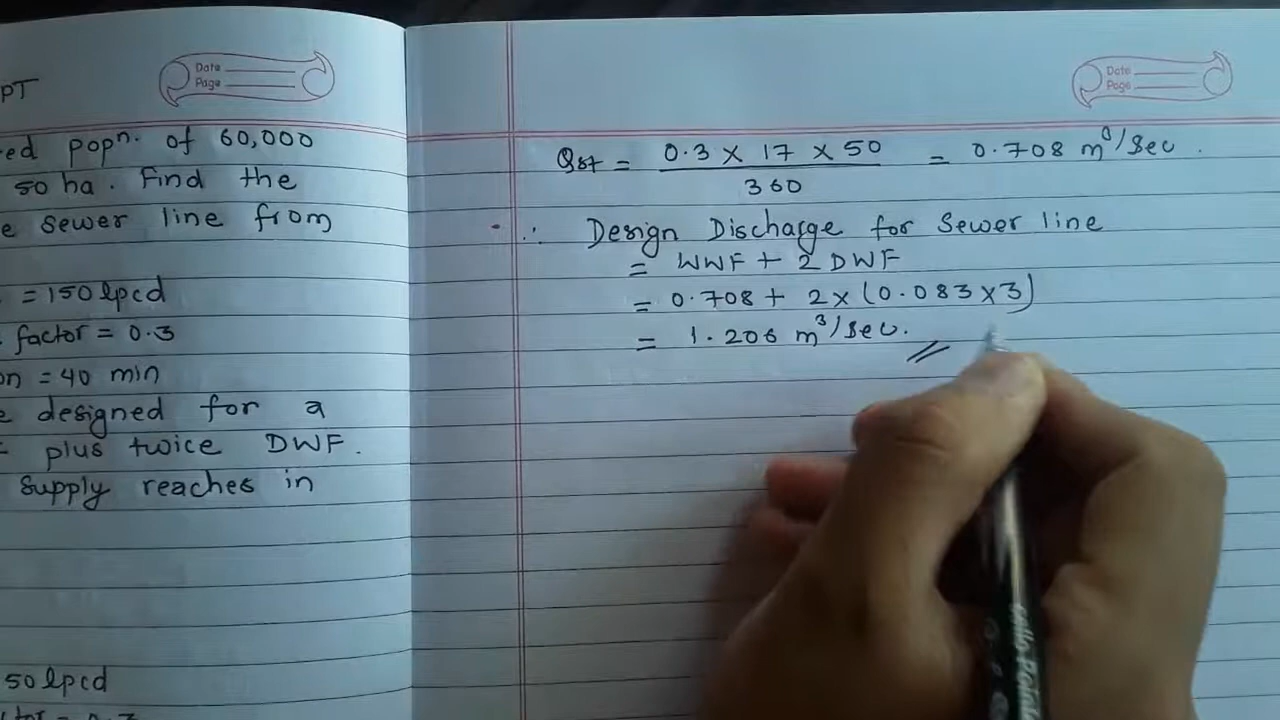 PT
Date
Page
ed popn. of 60,000
50 ha. Find the
e sewer line from
= 150 lpcd
factor = 0.3
on = 40 min
e designed for a
plus twice DWF.
Supply reaches in
50 lpcd
Date
Page
Qst = 0.3 x 17 x 50 / 360 = 0.708 m³/sec.
∴ Design Discharge for Sewer line
= WWF + 2 DWF
= 0.708 + 2x (0.083x3)
= 1.206 m³/sec.